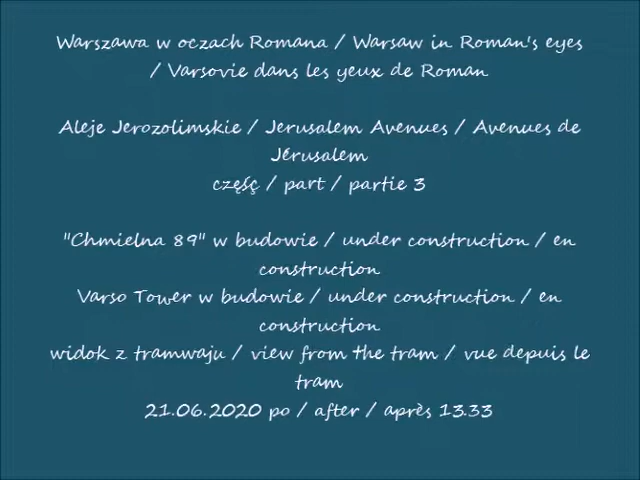 Warszawa w oczach Romana / Warsaw in Roman's eyes
/ Varsovie dans les yeux de Roman
Aleje Jerozolimskie / Jerusalem Avenues / Avenues de
Jérusalem
częśç / part / partie 3
"Chmielna 89" w budowie / under construction / en
construction
Varso Tower w budowie / under construction / en
construction
widok z tramwaju / view from the tram / vue depuis le
tram
21.06.2020 po / after / après 13.33